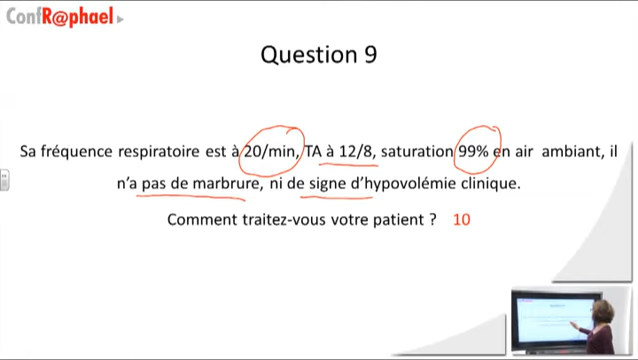 ConfR@phael
Question 9
Sa fréquence respiratoire est à 20/min, TA à 12/8, saturation 99% en air ambiant, il
n'a pas de marbrure, ni de signe d'hypovolémie clinique.
Comment traitez-vous votre patient ? 10